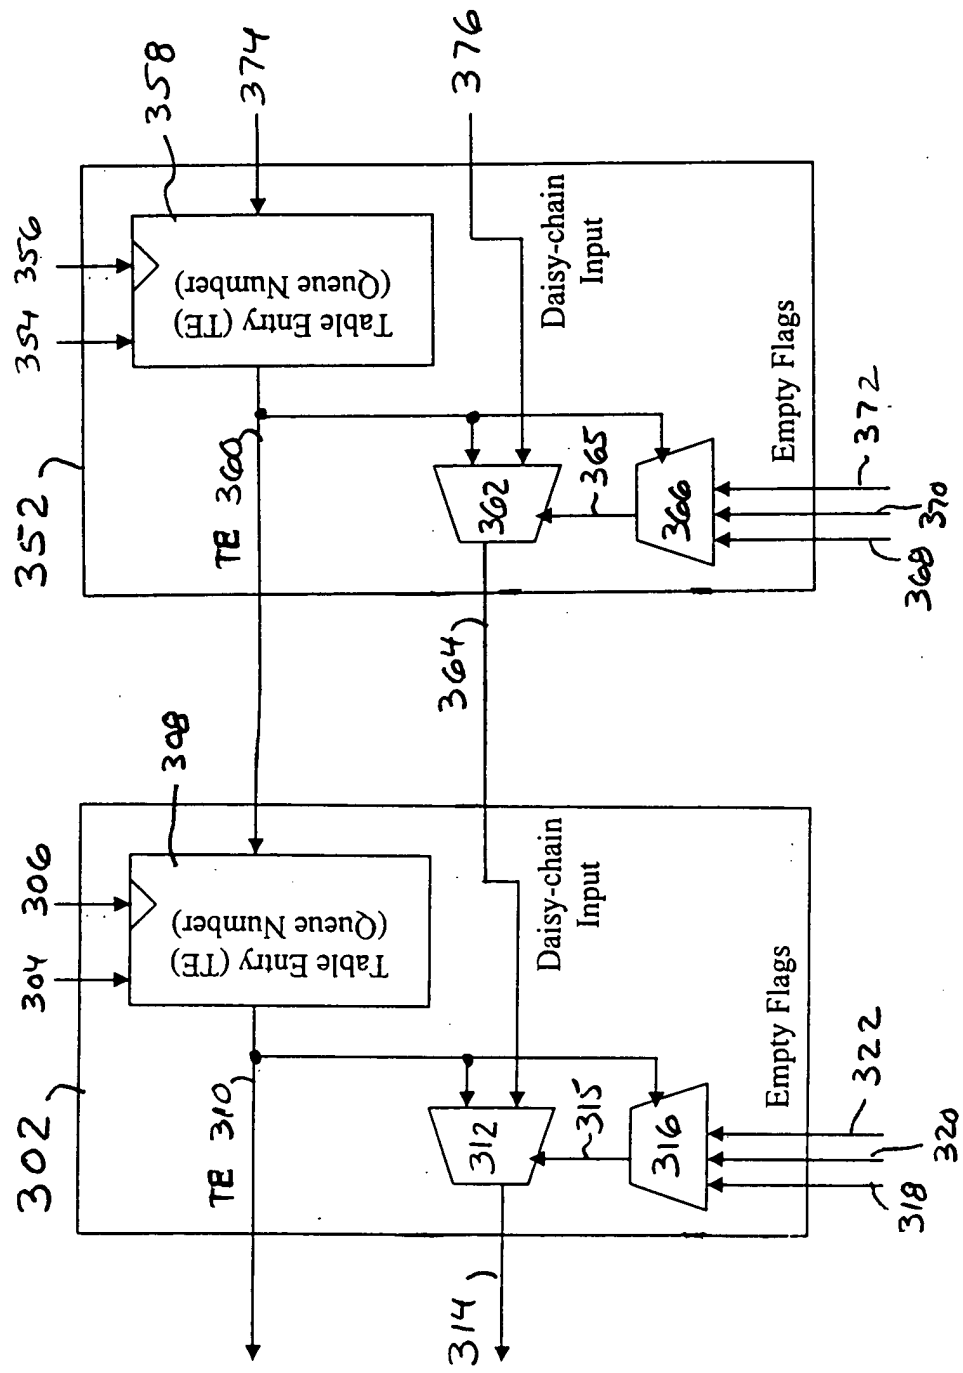 352
354
356
358
374
376
Table Entry (TE)
(Queue Number)
TE 360
362
Daisy-chain
Input
364
365
366
Empty Flags
368
370
372
302
304
306
308
Table Entry (TE)
(Queue Number)
TE 310
312
Daisy-chain
Input
314
315
316
Empty Flags
318
320
322